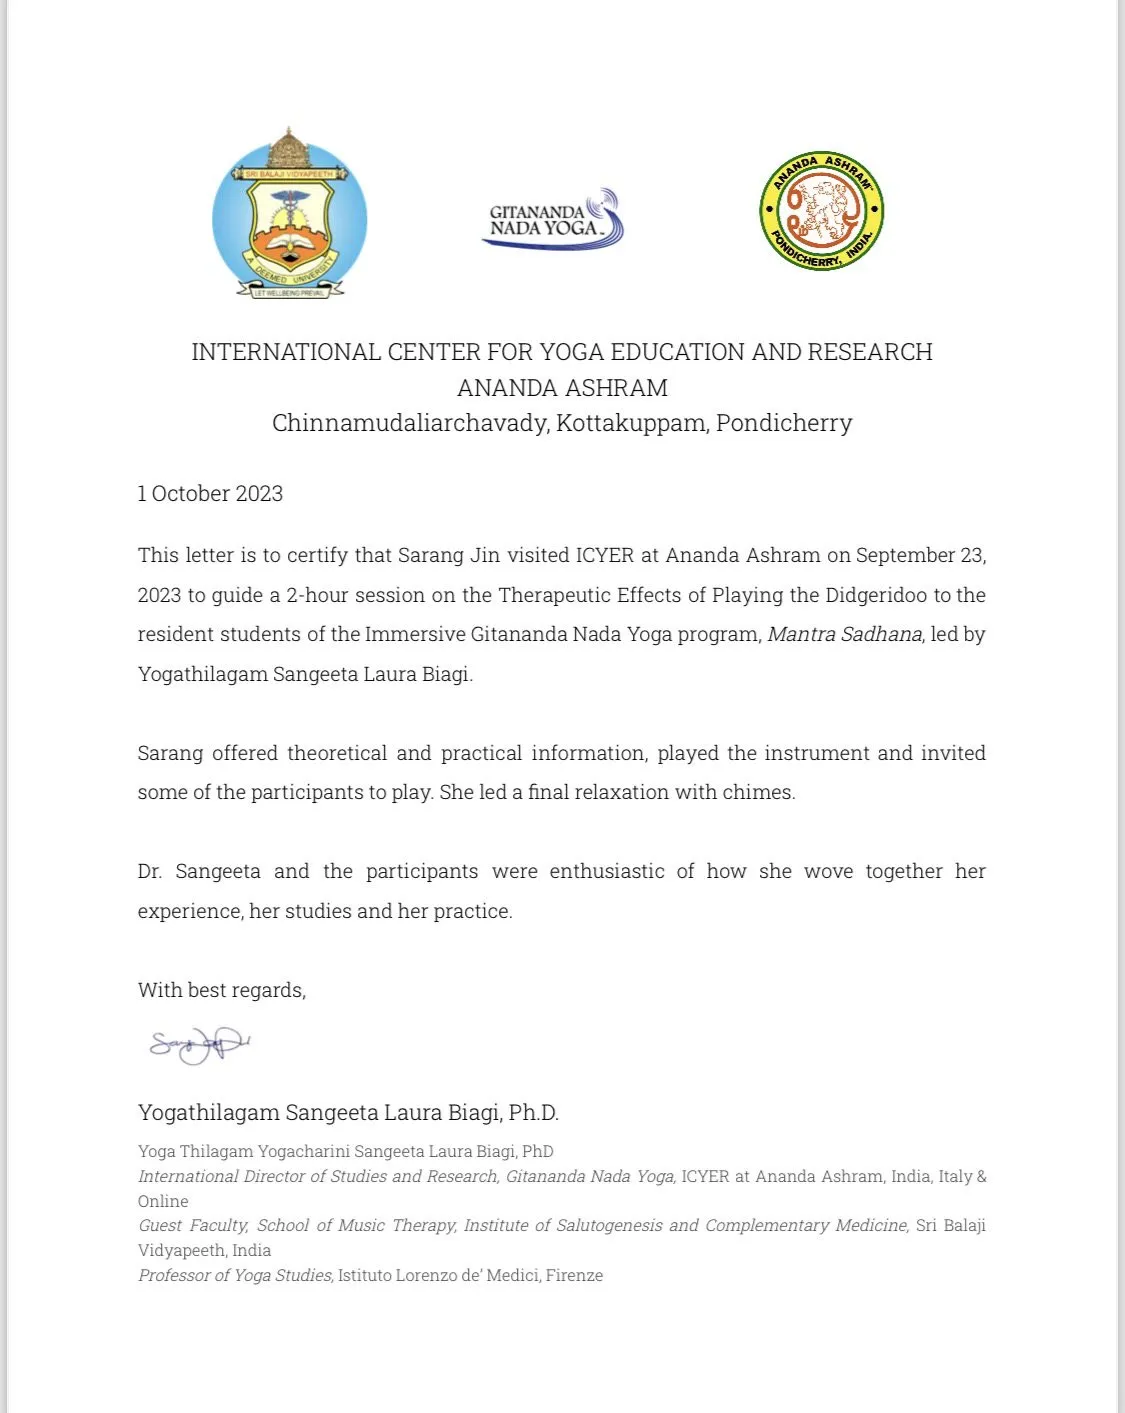 SRI BALAJI VIDYAPEETH
A DEEMED UNIVERSITY
LET WELLBEING PREVAIL
GITANANDA
NADA YOGA™
ANANDA ASHRAM
PONDICHERRY, INDIA.
INTERNATIONAL CENTER FOR YOGA EDUCATION AND RESEARCH
ANANDA ASHRAM
Chinnamudaliarchavady, Kottakuppam, Pondicherry
1 October 2023
This letter is to certify that Sarang Jin visited ICYER at Ananda Ashram on September 23,
2023 to guide a 2-hour session on the Therapeutic Effects of Playing the Didgeridoo to the
resident students of the Immersive Gitananda Nada Yoga program, Mantra Sadhana, led by
Yogathilagam Sangeeta Laura Biagi.
Sarang offered theoretical and practical information, played the instrument and invited
some of the participants to play. She led a final relaxation with chimes.
Dr. Sangeeta and the participants were enthusiastic of how she wove together her
experience, her studies and her practice.
With best regards,
Yogathilagam Sangeeta Laura Biagi, Ph.D.
Yoga Thilagam Yogacharini Sangeeta Laura Biagi, PhD
International Director of Studies and Research, Gitananda Nada Yoga, ICYER at Ananda Ashram, India, Italy &
Online
Guest Faculty, School of Music Therapy, Institute of Salutogenesis and Complementary Medicine, Sri Balaji
Vidyapeeth, India
Professor of Yoga Studies, Istituto Lorenzo de’ Medici, Firenze